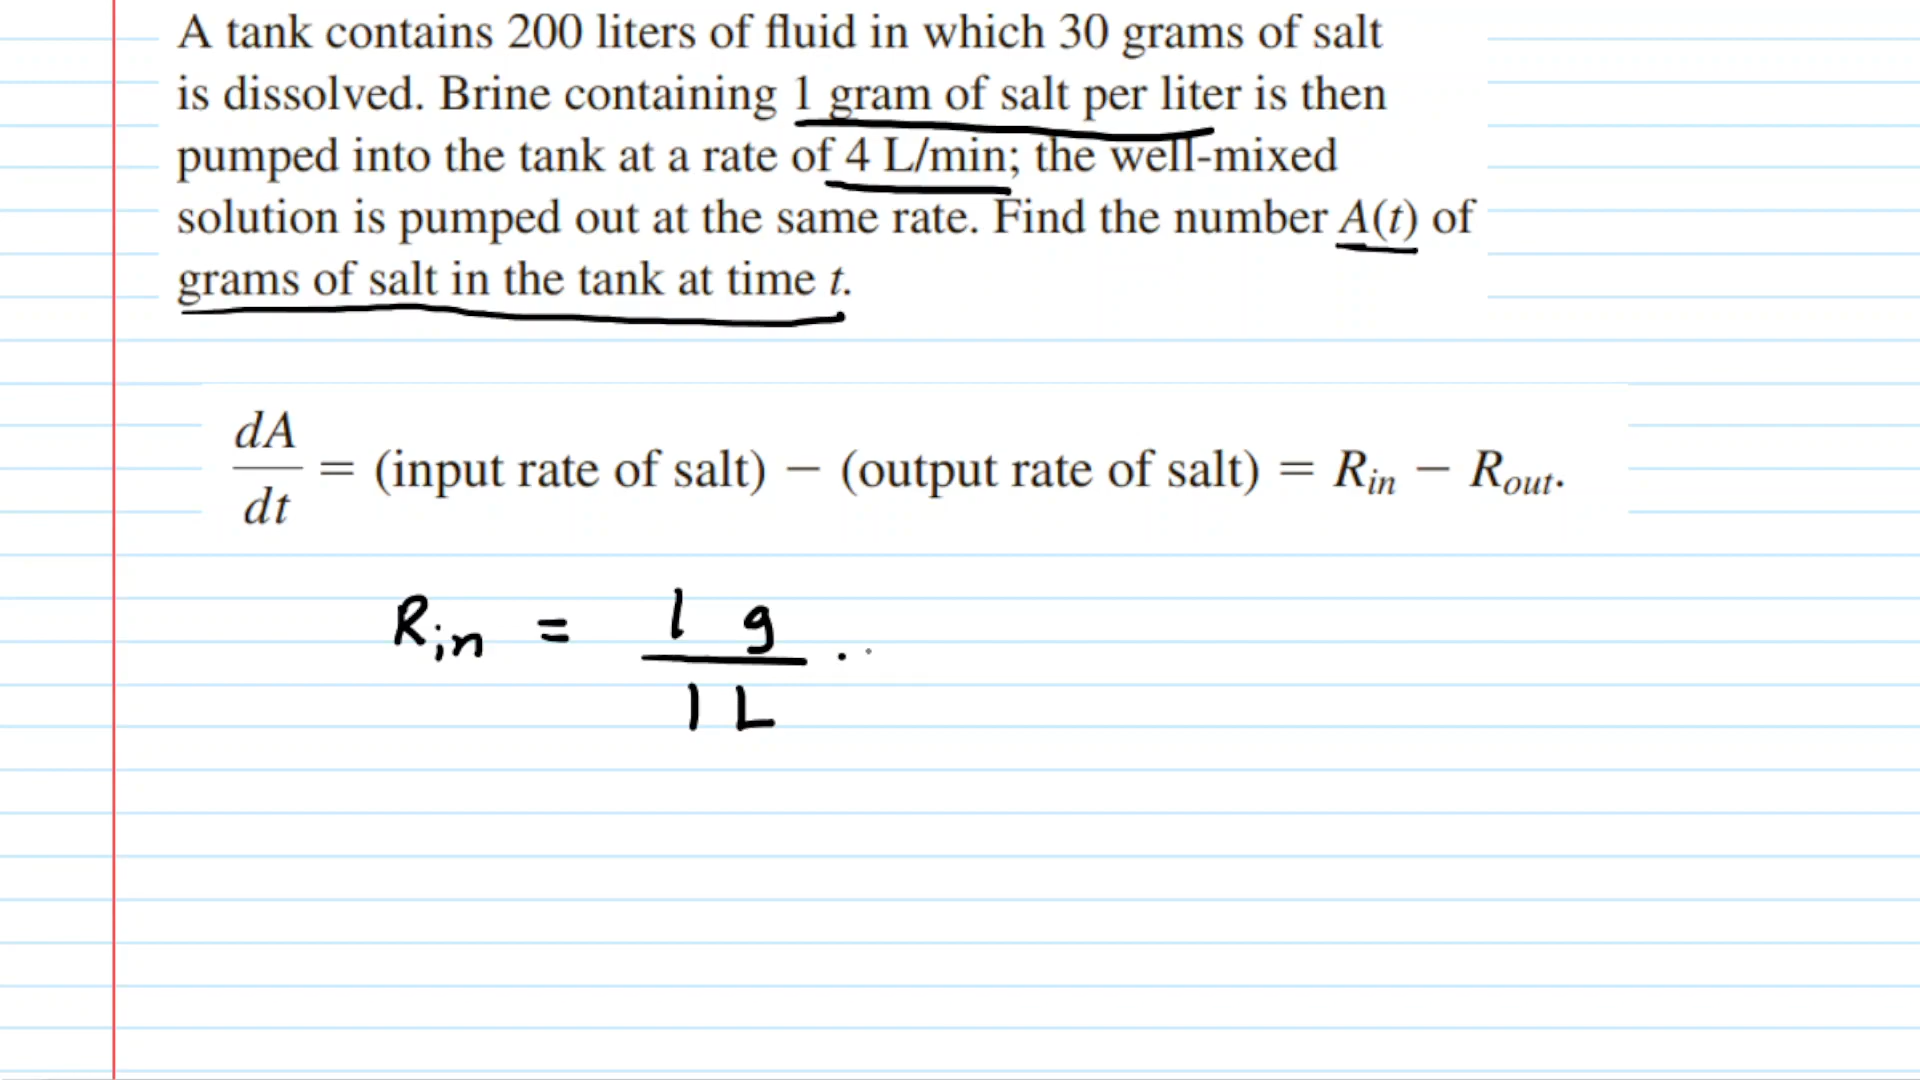 A tank contains 200 liters of fluid in which 30 grams of salt
is dissolved. Brine containing 1 gram of salt per liter is then
pumped into the tank at a rate of 4 L/min; the well-mixed
solution is pumped out at the same rate. Find the number A(t) of
grams of salt in the tank at time t.
dA/dt = (input rate of salt) − (output rate of salt) = R_in − R_out.
R_in = 1 g / 1 L ·